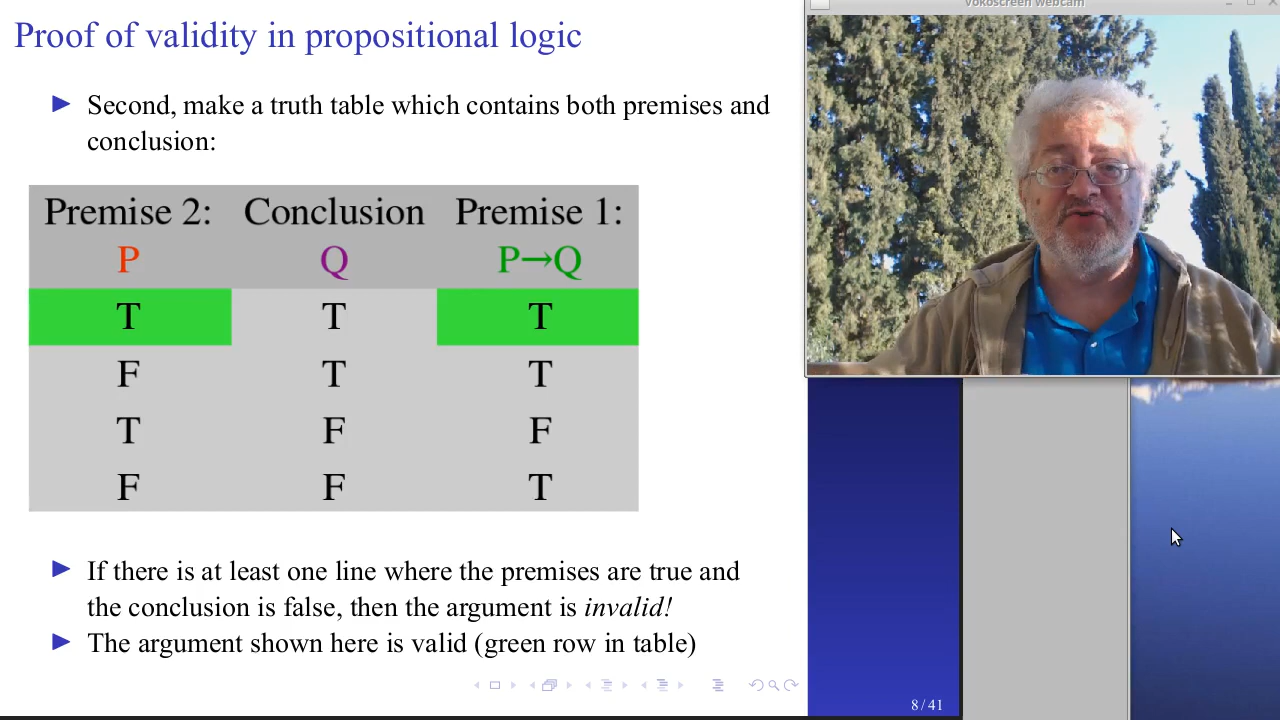 Proof of validity in propositional logic
Vokoscreen webcam
Second, make a truth table which contains both premises and
conclusion:
Premise 2: Conclusion Premise 1:
P Q P→Q
T T T
F T T
T F F
F F T
If there is at least one line where the premises are true and
the conclusion is false, then the argument is invalid!
The argument shown here is valid (green row in table)
8 / 41